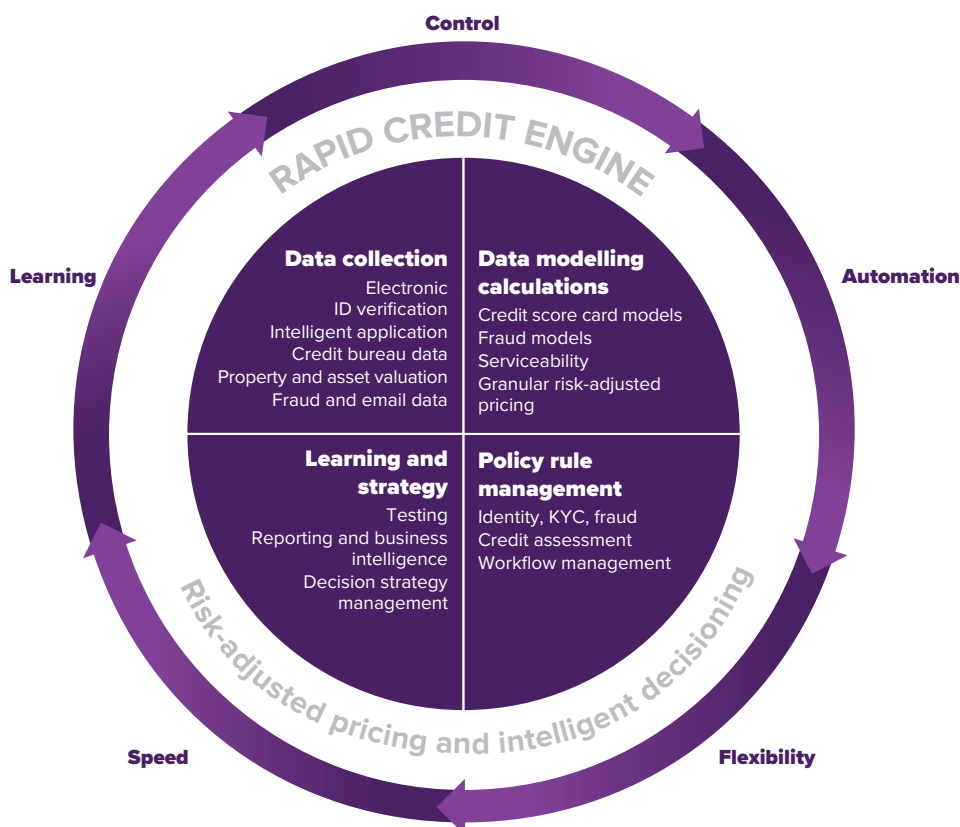 Control
RAPID CREDIT ENGINE
Learning
Automation
Data collection
Electronic
ID verification
Intelligent application
Credit bureau data
Property and asset valuation
Fraud and email data
Data modelling
calculations
Credit score card models
Fraud models
Serviceability
Granular risk-adjusted
pricing
Learning and
strategy
Testing
Reporting and business
intelligence
Decision strategy
management
Policy rule
management
Identity, KYC, fraud
Credit assessment
Workflow management
Risk-adjusted pricing and intelligent decisioning
Speed
Flexibility